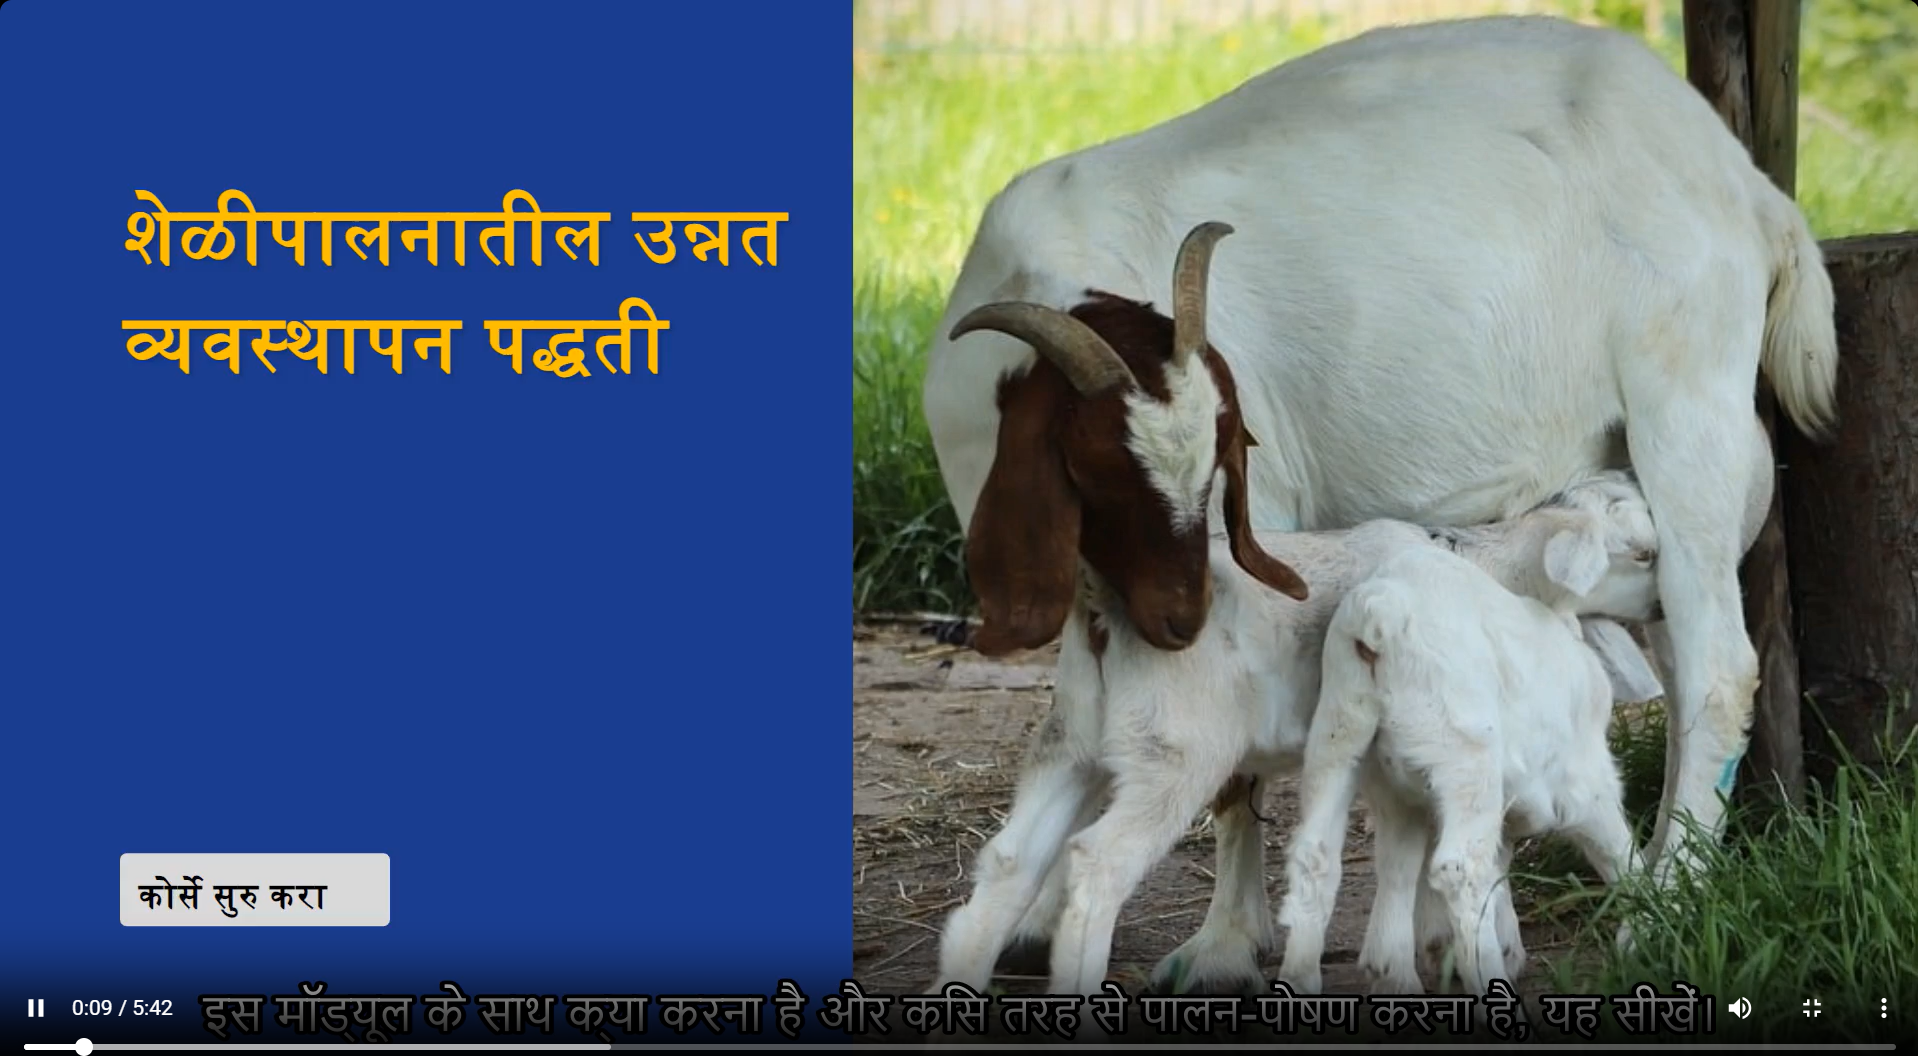 शेळीपालनातील उन्नत
व्यवस्थापन पद्धती
कोर्से सुरु करा
इस मॉड्यूल के साथ क्या करना है और कसि तरह से पालन-पोषण करना है, यह सीखें।
0:09 / 5:42